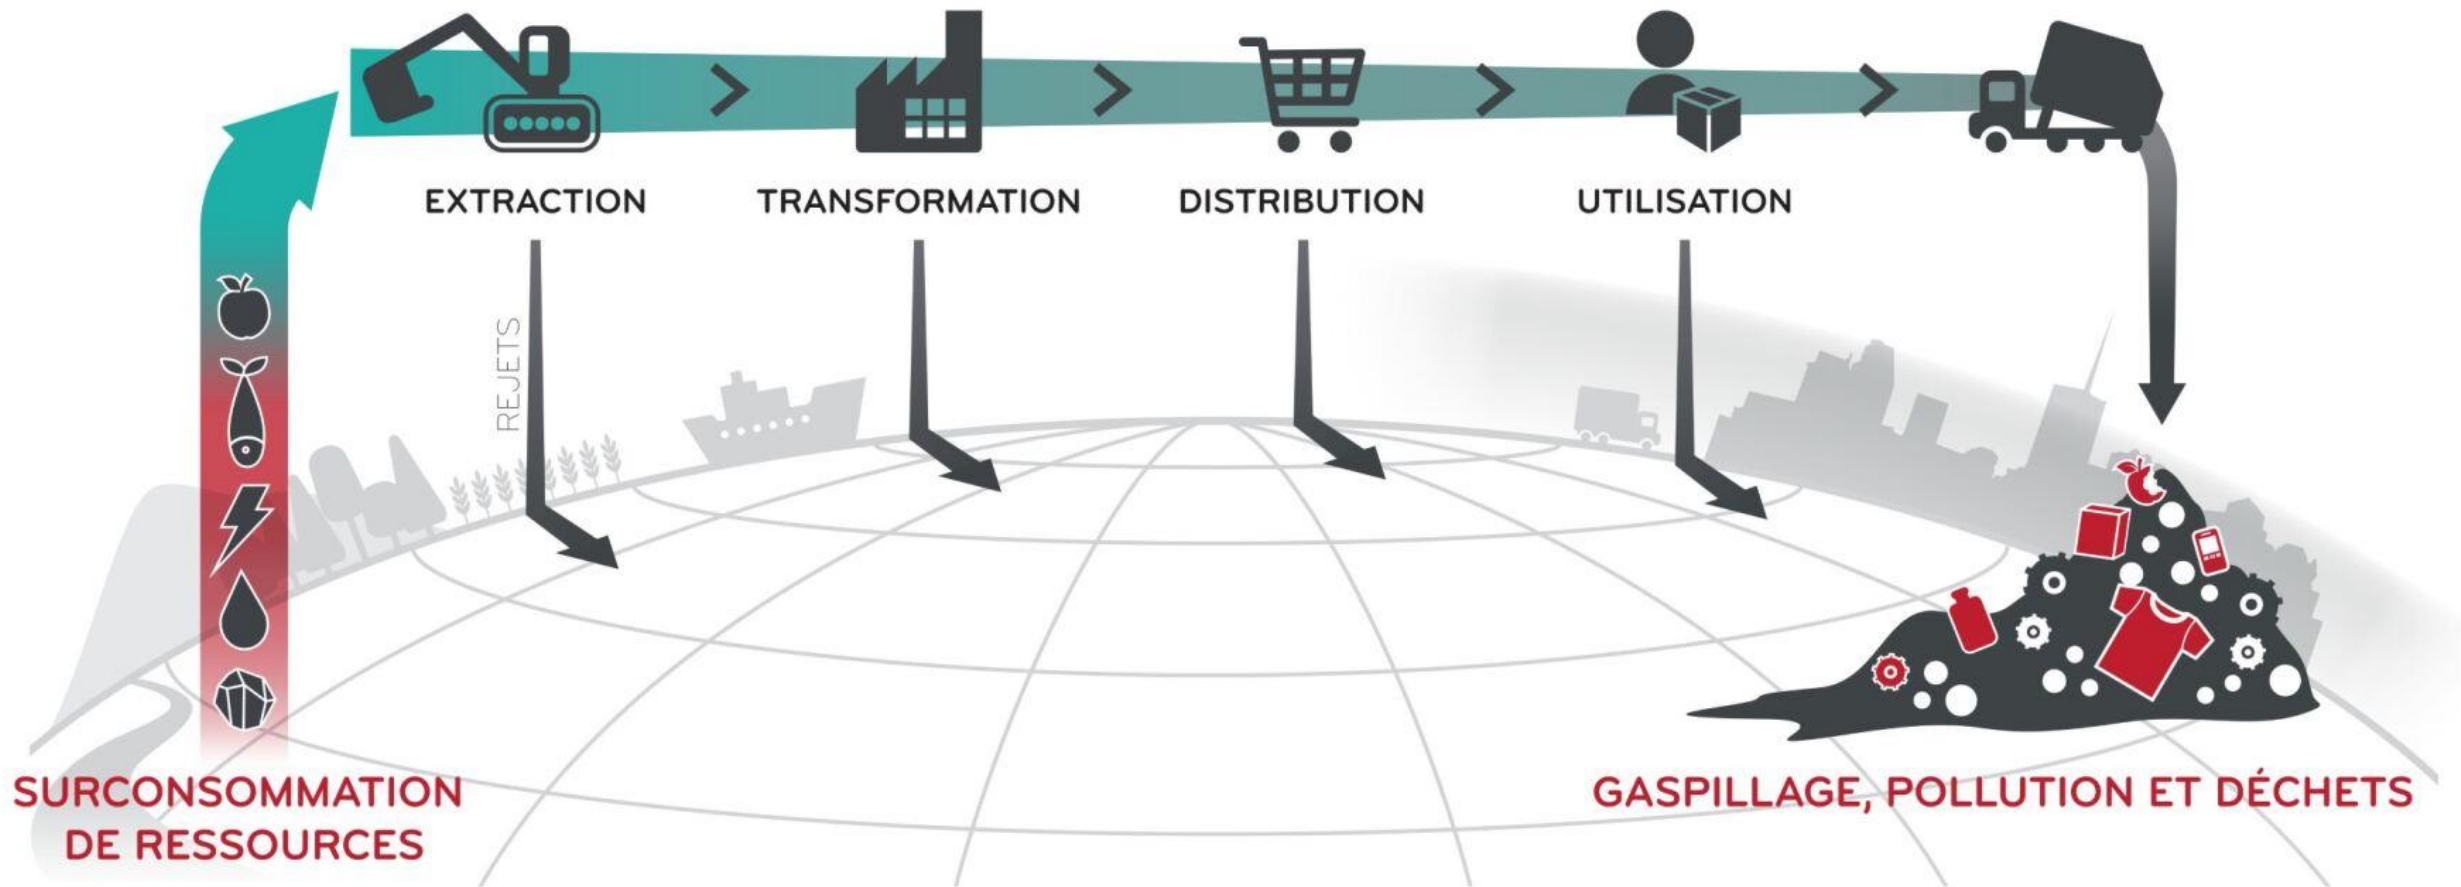 EXTRACTION
TRANSFORMATION
DISTRIBUTION
UTILISATION
REJETS
SURCONSOMMATION
DE RESSOURCES
GASPILLAGE, POLLUTION ET DÉCHETS